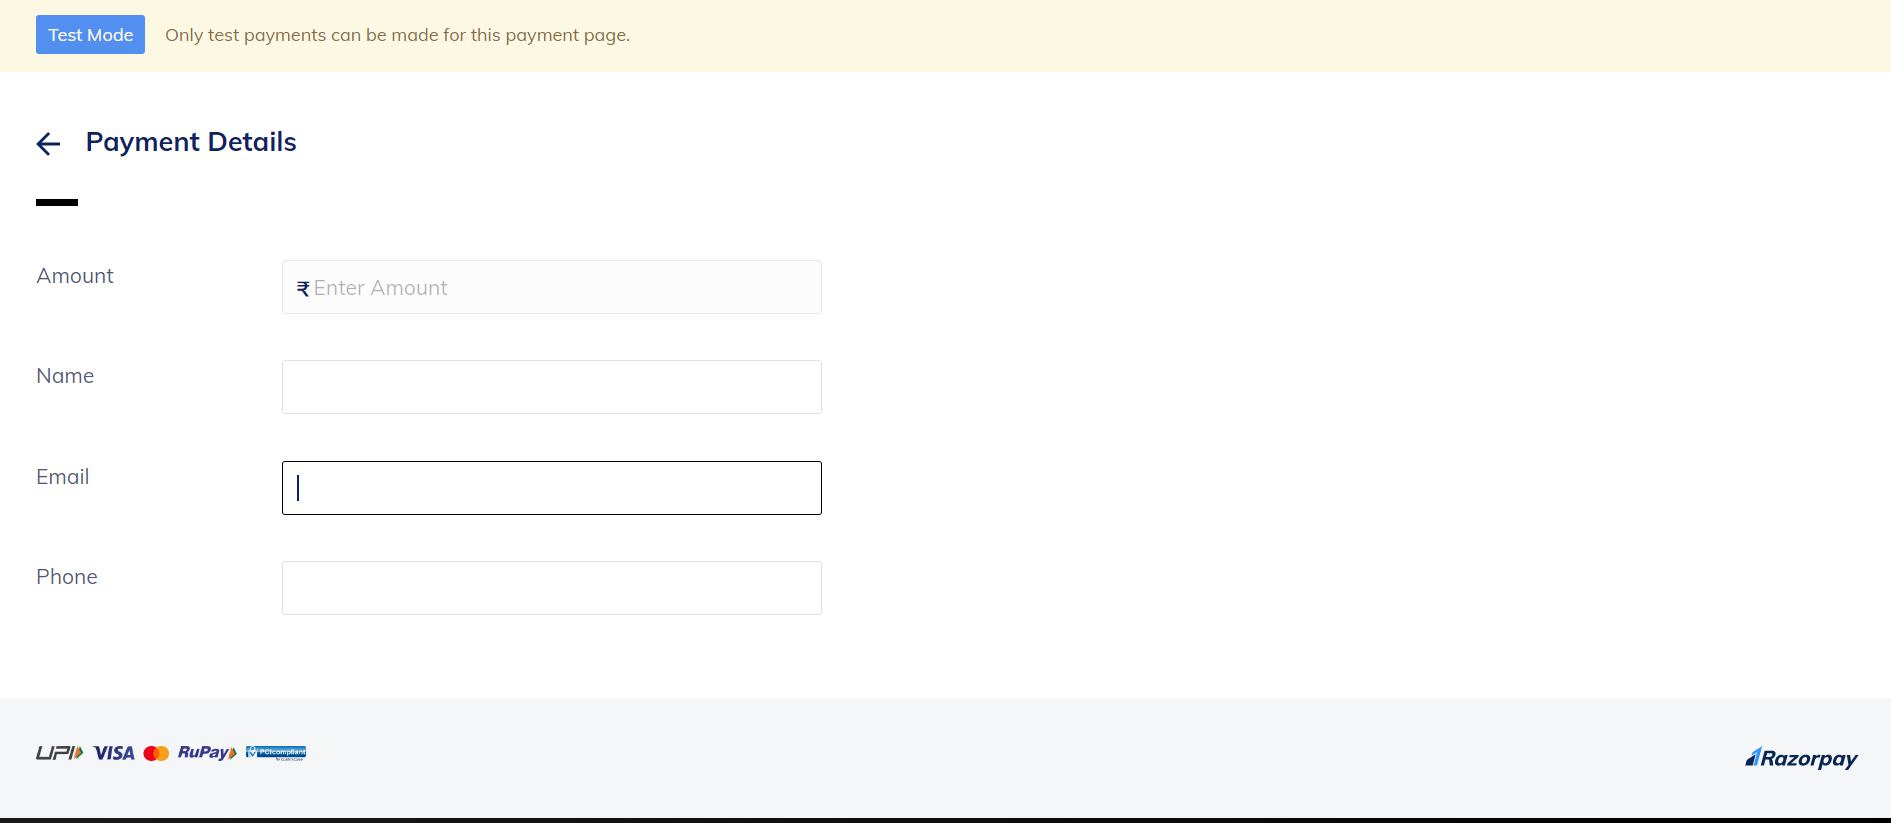 Test Mode Only test payments can be made for this payment page.
Payment Details
Amount
₹ Enter Amount
Name
Email
Phone
UPI VISA RuPay PCI compliant
Razorpay